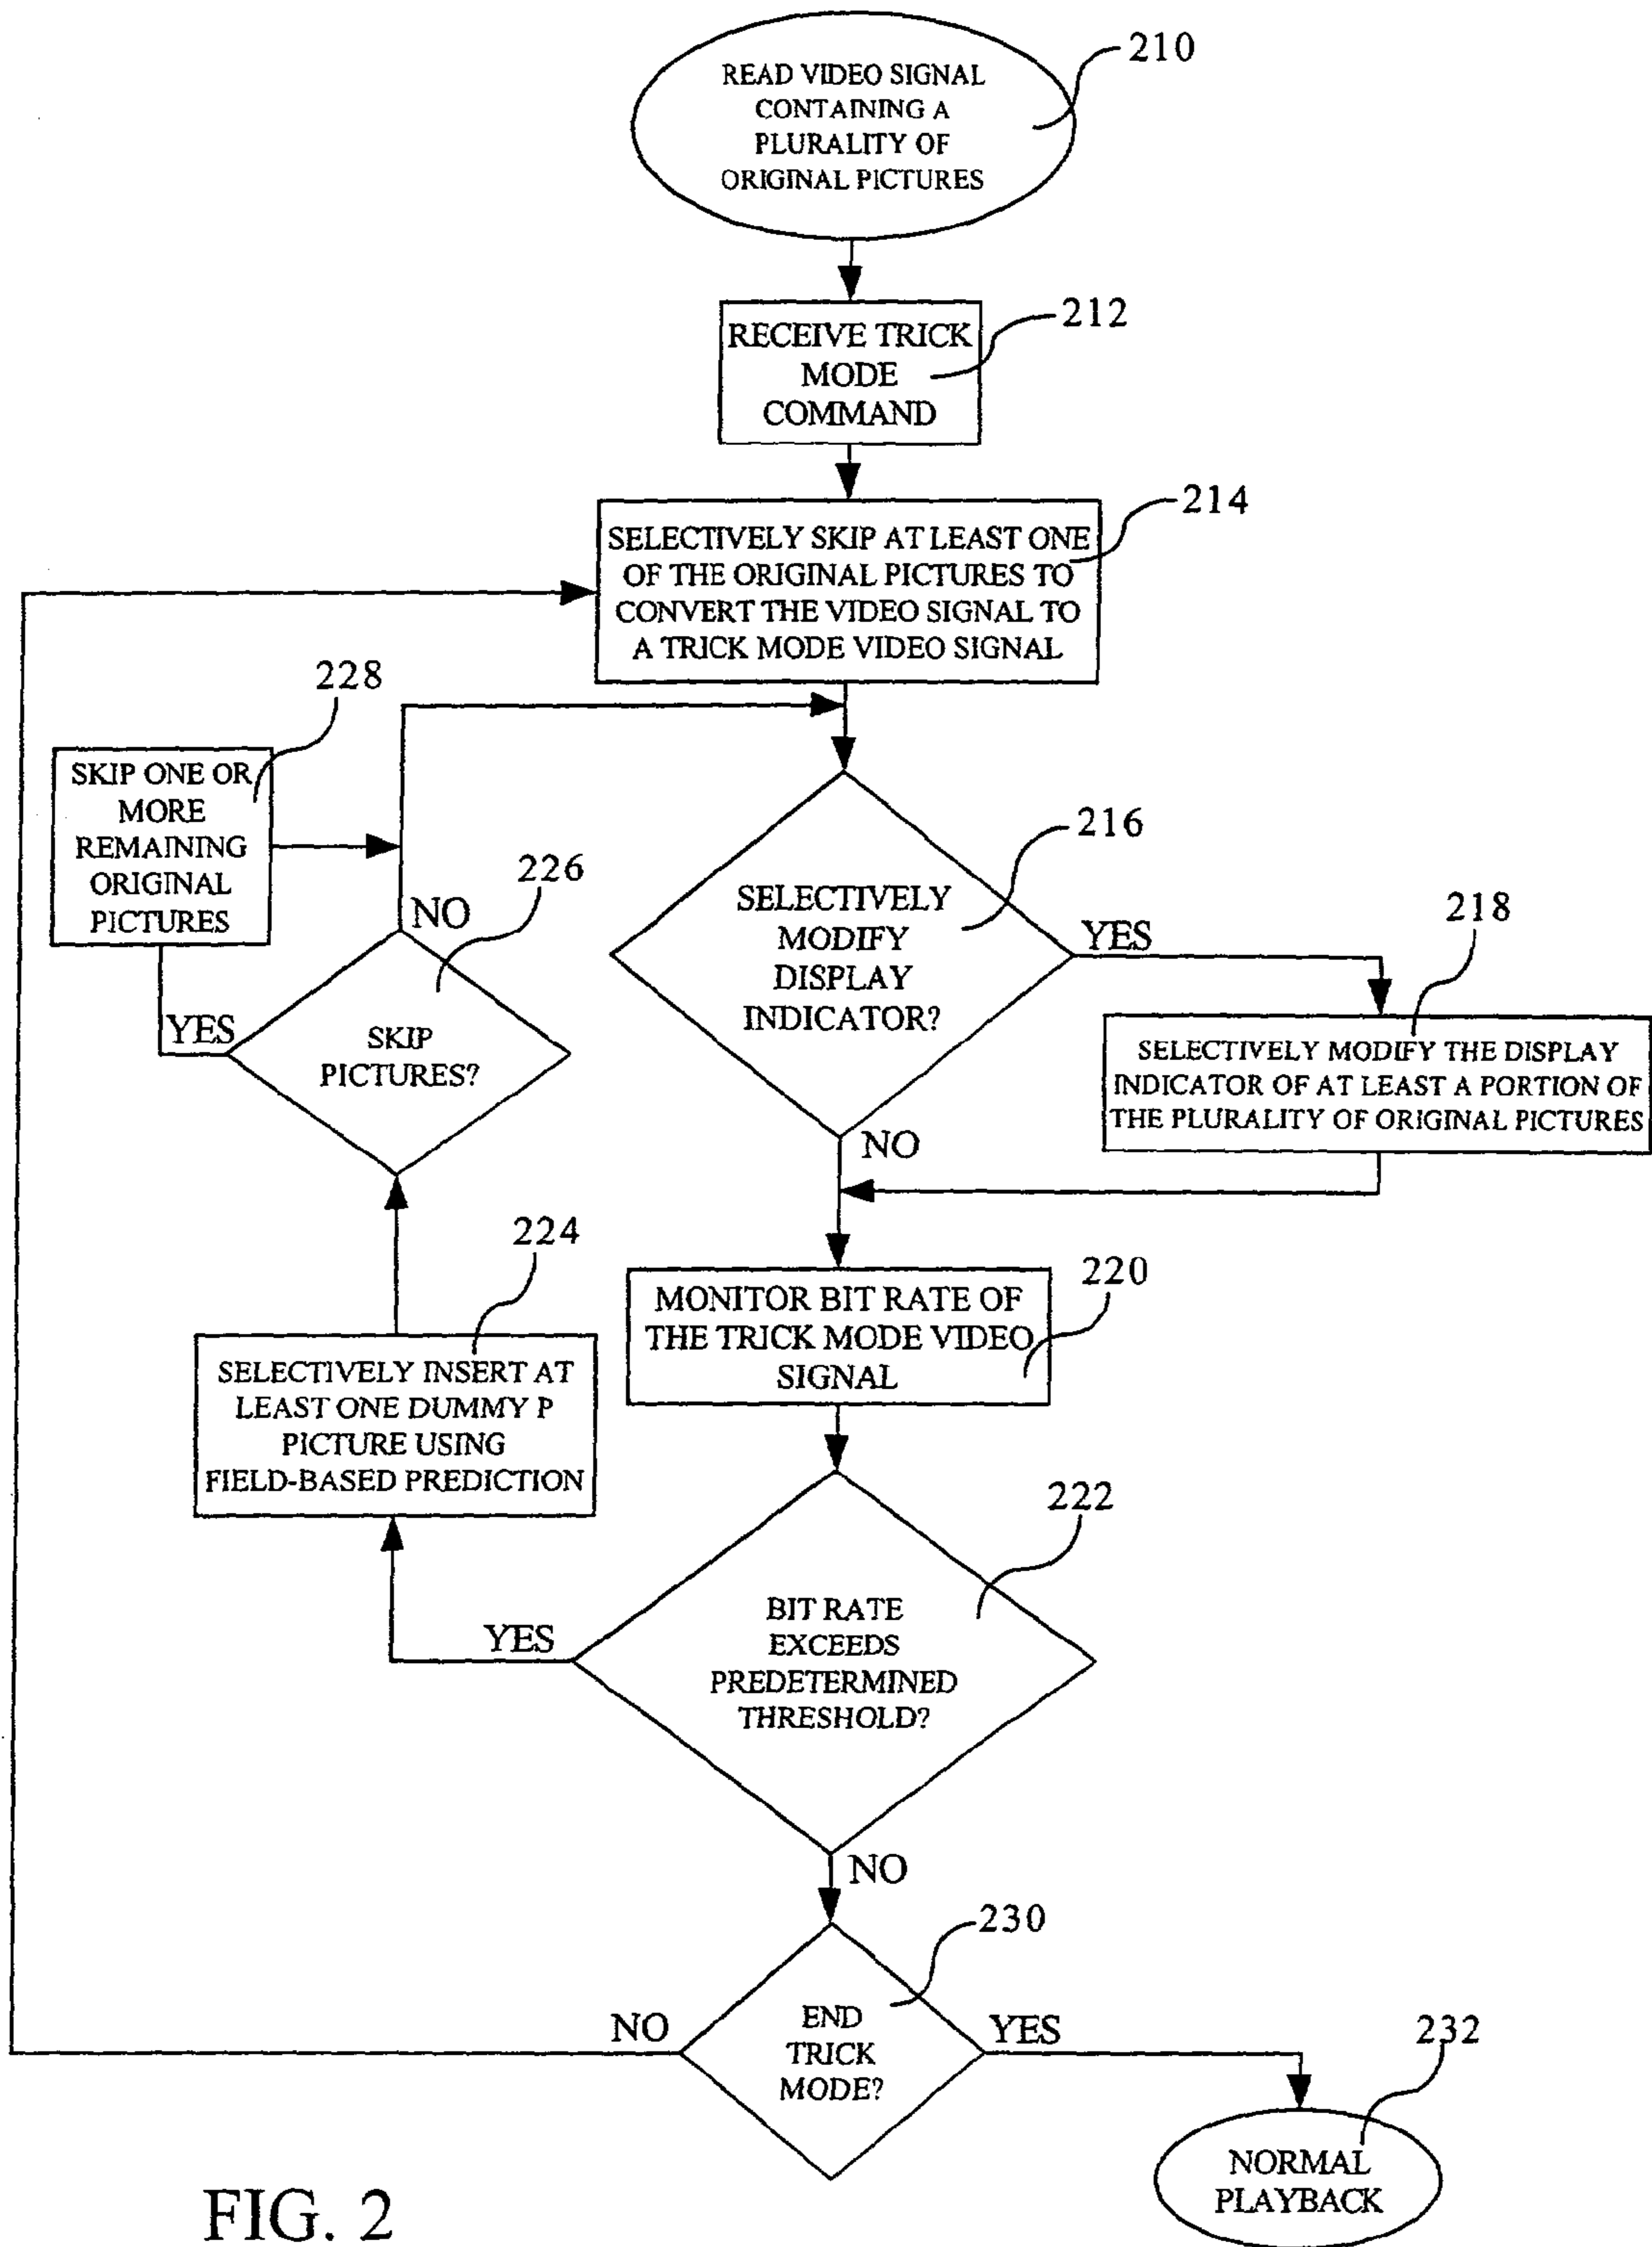 READ VIDEO SIGNAL
CONTAINING A
PLURALITY OF
ORIGINAL PICTURES
210
RECEIVE TRICK
MODE
COMMAND
212
SELECTIVELY SKIP AT LEAST ONE
OF THE ORIGINAL PICTURES TO
CONVERT THE VIDEO SIGNAL TO
A TRICK MODE VIDEO SIGNAL
214
228
SKIP ONE OR
MORE
REMAINING
ORIGINAL
PICTURES
226
NO
YES
SKIP
PICTURES?
216
SELECTIVELY
MODIFY
DISPLAY
INDICATOR?
YES
NO
218
SELECTIVELY MODIFY THE DISPLAY
INDICATOR OF AT LEAST A PORTION OF
THE PLURALITY OF ORIGINAL PICTURES
224
SELECTIVELY INSERT AT
LEAST ONE DUMMY P
PICTURE USING
FIELD-BASED PREDICTION
220
MONITOR BIT RATE OF
THE TRICK MODE VIDEO
SIGNAL
222
BIT RATE
EXCEEDS
PREDETERMINED
THRESHOLD?
YES
NO
230
END
TRICK
MODE?
NO
YES
232
NORMAL
PLAYBACK
FIG. 2